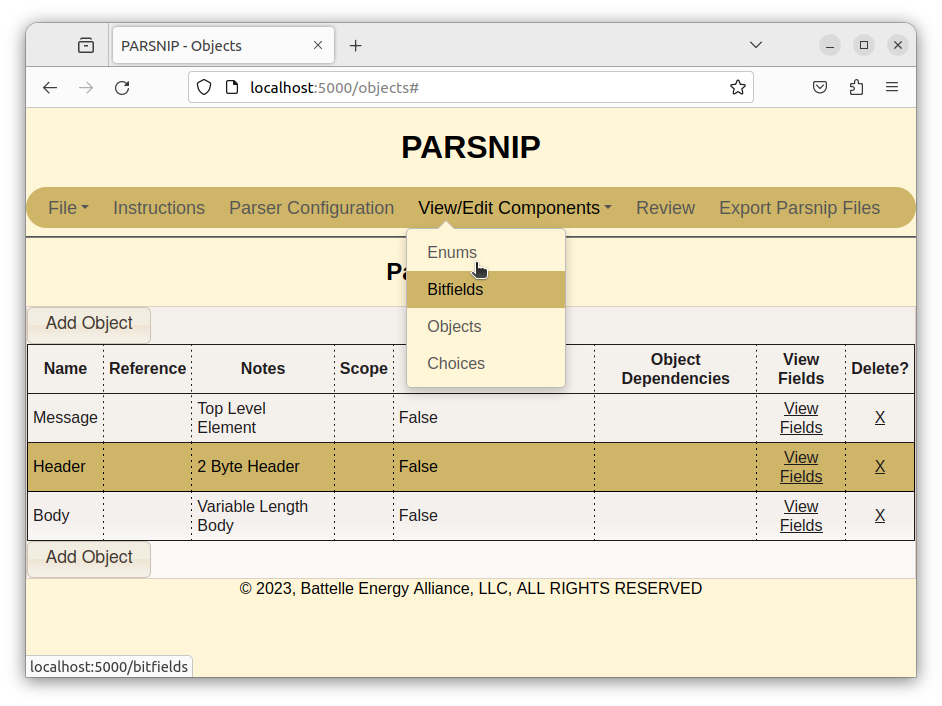 PARSNIP - Objects
localhost:5000/objects#
PARSNIP
File Instructions Parser Configuration View/Edit Components Review Export Parsnip Files
Enums
Bitfields
Objects
Choices
Add Object
Name Reference Notes Scope Object Dependencies View Fields Delete?
Message Top Level Element False View Fields X
Header 2 Byte Header False View Fields X
Body Variable Length Body False View Fields X
Add Object
© 2023, Battelle Energy Alliance, LLC, ALL RIGHTS RESERVED
localhost:5000/bitfields